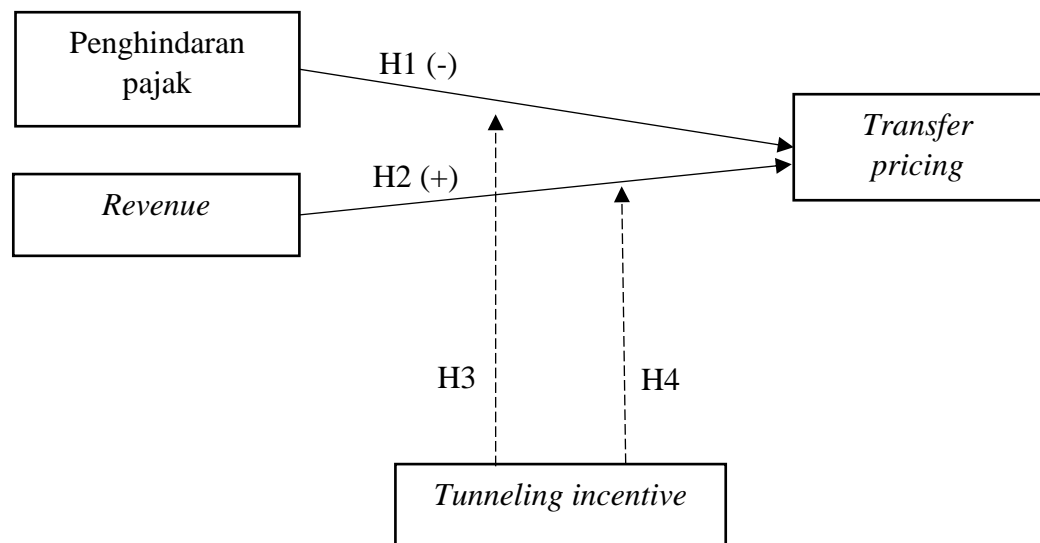 Penghindaran
pajak
H1 (-)
Transfer
pricing
H2 (+)
Revenue
H3
H4
Tunneling incentive